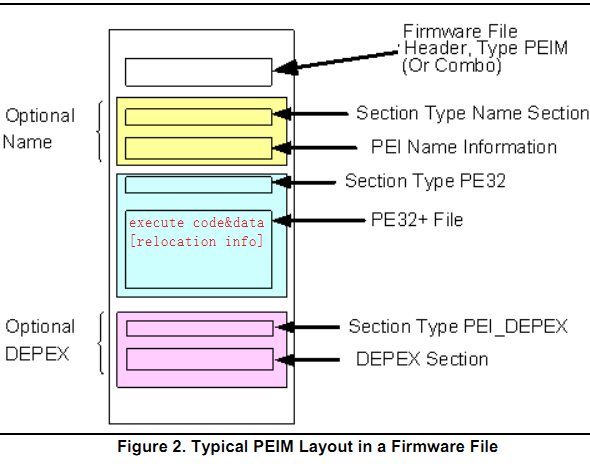 Firmware File
Header, Type PEIM
(Or Combo)
Optional
Name
Section Type Name Section
PEI Name Information
Section Type PE32
execute code&data
[relocation info]
PE32+ File
Optional
DEPEX
Section Type PEI_DEPEX
DEPEX Section
Figure 2. Typical PEIM Layout in a Firmware File